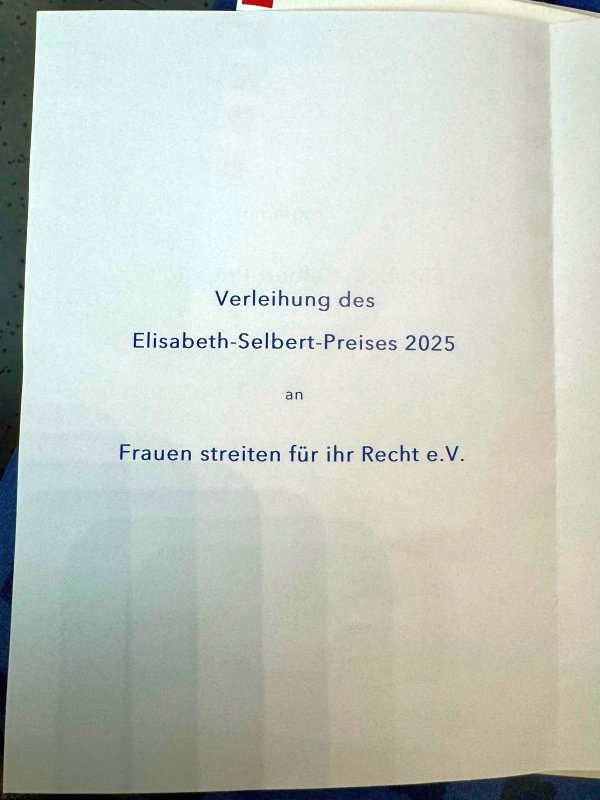 Verleihung des
Elisabeth-Selbert-Preises 2025
an
Frauen streiten für ihr Recht e.V.